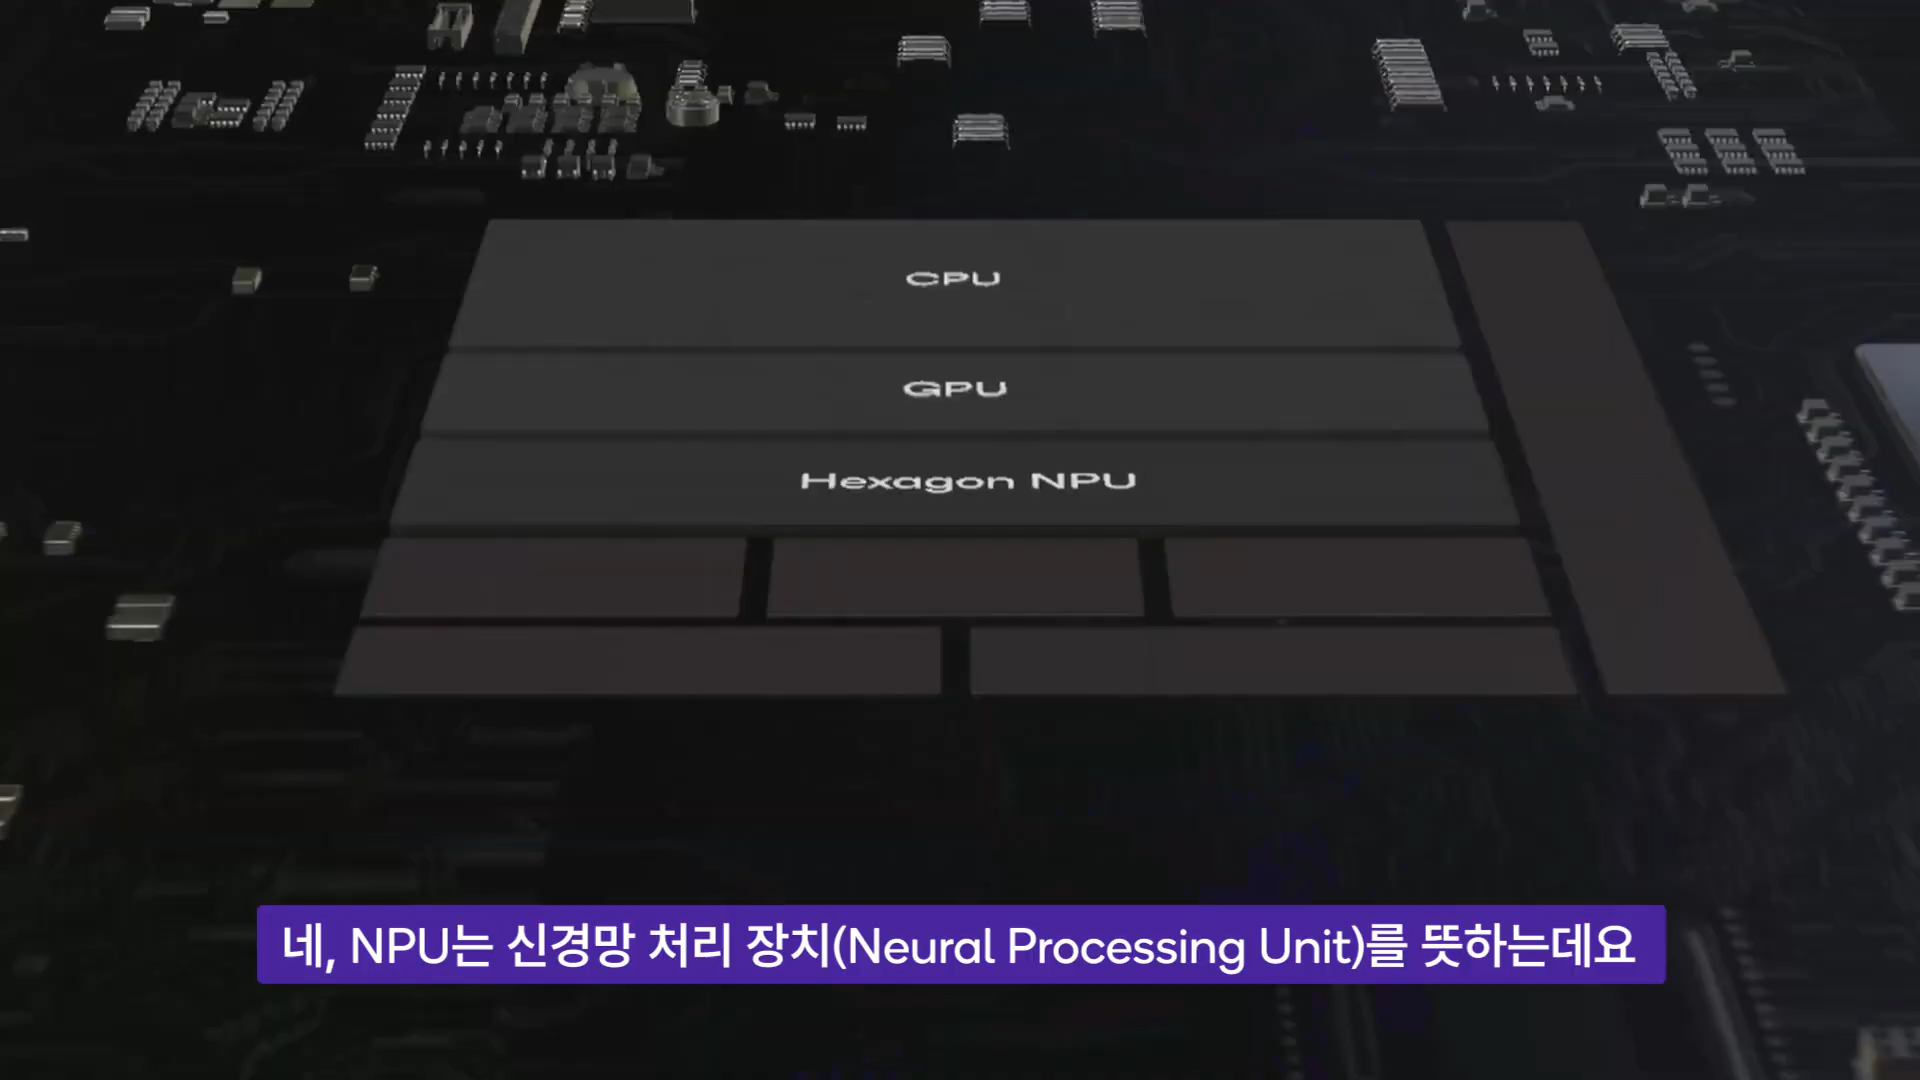 CPU
GPU
Hexagon NPU
네, NPU는 신경망 처리 장치(Neural Processing Unit)를 뜻하는데요